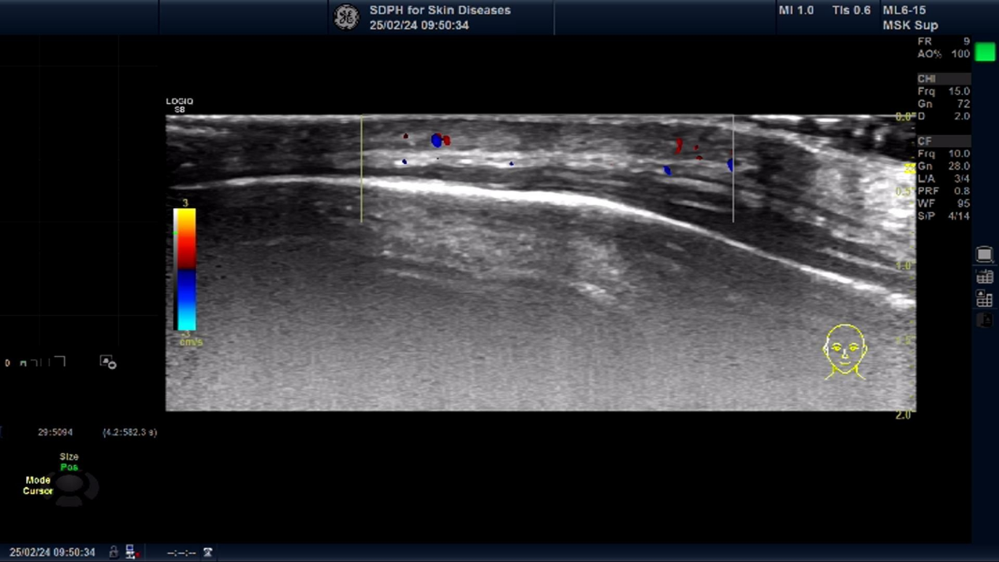 SDPH for Skin Diseases
25/02/24 09:50:34
MI 1.0 TIs 0.6
ML6-15
MSK Sup
FR 9
AO% 100
CHI
Frq 15.0
Gn 72
D 2.0
CF
Frq 10.0
Gn 28.0
L/A 3/4
PRF 0.8
WF 95
S/P 4/14
LOGIQ
S8
0.0
0.5
1.0
1.5
2.0
3
-3
cm/s
0
29:5094 (4.2:582.3 s)
Size
Pos
Mode
Cursor
25/02/24 09:50:34
--:--:--